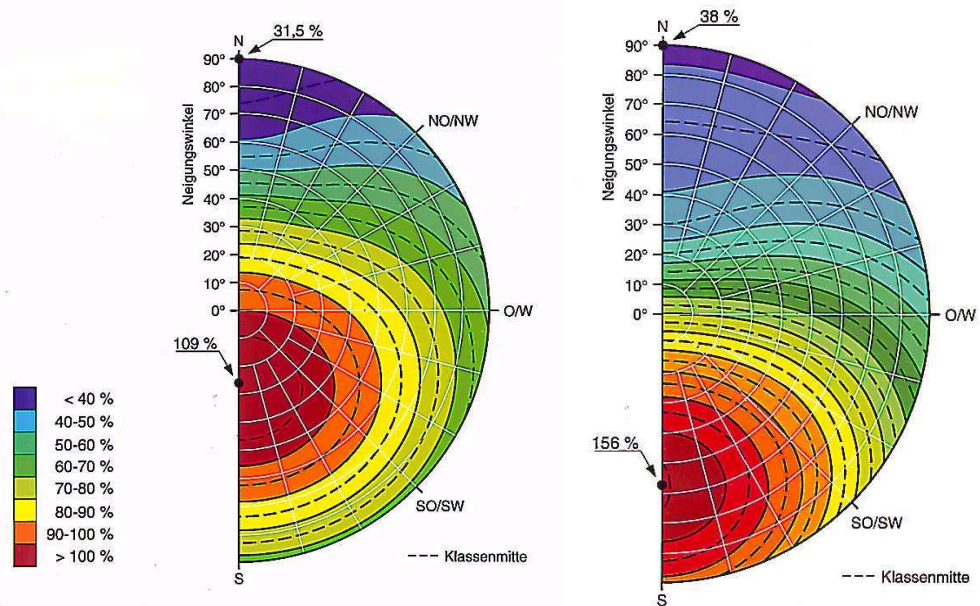 N
31,5 %
90°
80°
70°
60°
50°
40°
30°
20°
10°
0°
Neigungswinkel
NO/NW
O/W
109 %
SO/SW
S
--- Klassenmitte
< 40 %
40-50 %
50-60 %
60-70 %
70-80 %
80-90 %
90-100 %
> 100 %
N
38 %
90°
80°
70°
60°
50°
40°
30°
20°
10°
0°
Neigungswinkel
NO/NW
O/W
156 %
SO/SW
S
--- Klassenmitte